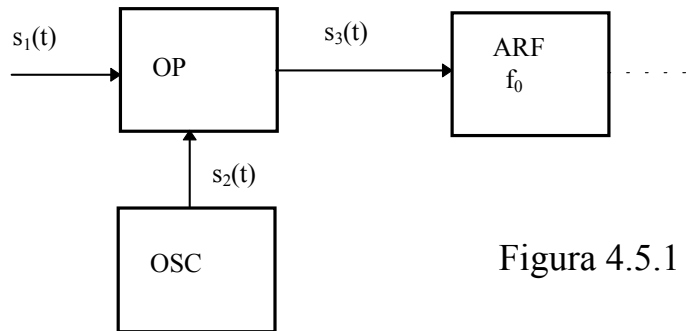 s₁(t)
OP
s₃(t)
ARF
f₀
s₂(t)
OSC
Figura 4.5.1